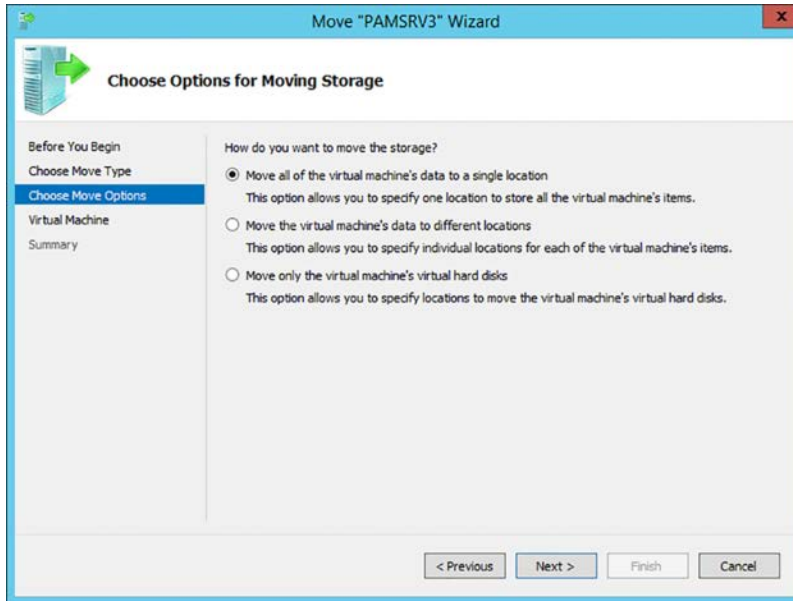 Move "PAMSRV3" Wizard
x
Choose Options for Moving Storage
Before You Begin
Choose Move Type
Choose Move Options
Virtual Machine
Summary
How do you want to move the storage?
Move all of the virtual machine's data to a single location
This option allows you to specify one location to store all the virtual machine's items.
Move the virtual machine's data to different locations
This option allows you to specify individual locations for each of the virtual machine's items.
Move only the virtual machine's virtual hard disks
This option allows you to specify locations to move the virtual machine's virtual hard disks.
< Previous Next > Finish Cancel